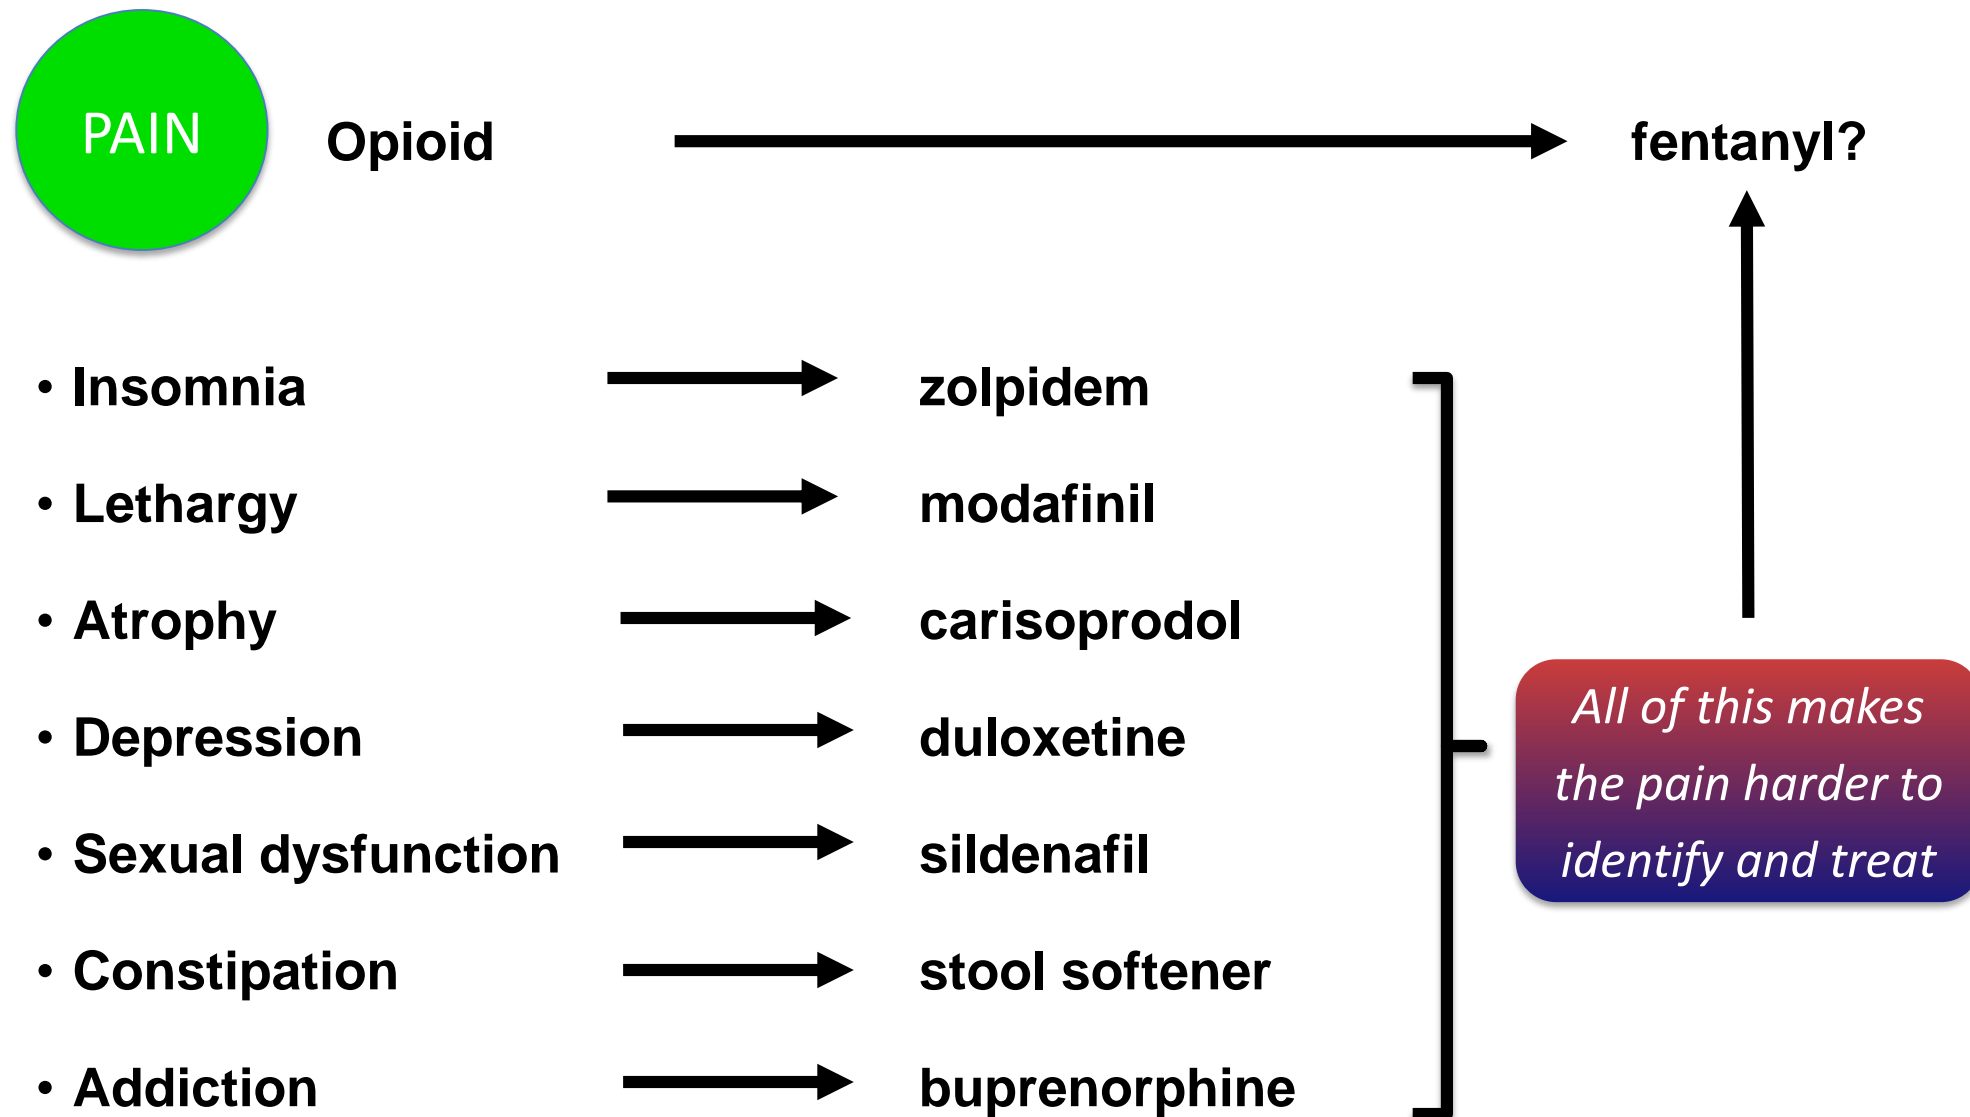 PAIN Opioid fentanyl?
• Insomnia zolpidem
• Lethargy modafinil
• Atrophy carisoprodol
• Depression duloxetine
• Sexual dysfunction sildenafil
• Constipation stool softener
• Addiction buprenorphine
All of this makes
the pain harder to
identify and treat